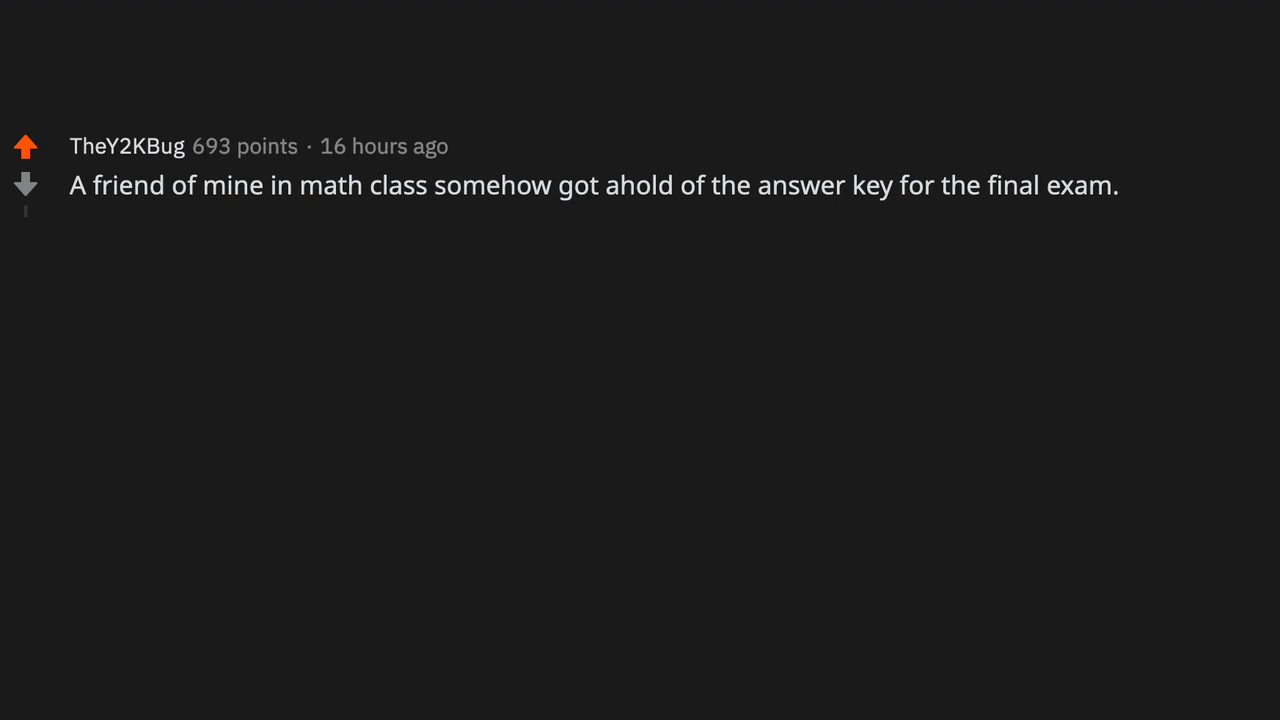 TheY2KBug 693 points · 16 hours ago
A friend of mine in math class somehow got ahold of the answer key for the final exam.